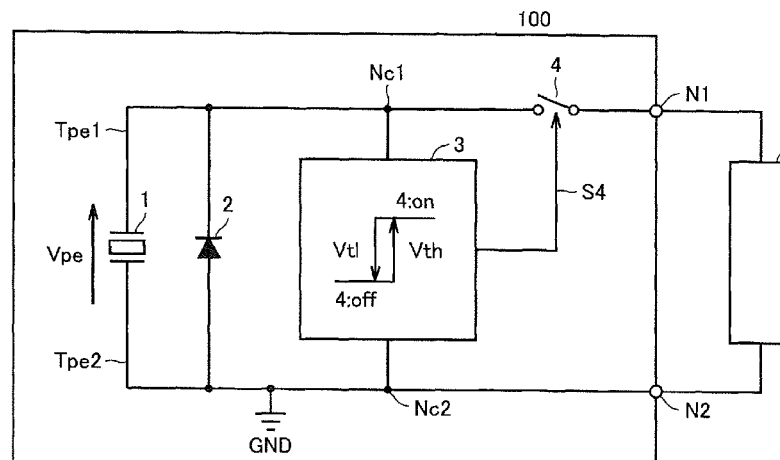 100
Nc1
4
N1
Tpe1
3
S4
1
2
4:on
Vpe
Vtl
Vth
4:off
Tpe2
Nc2
N2
GND